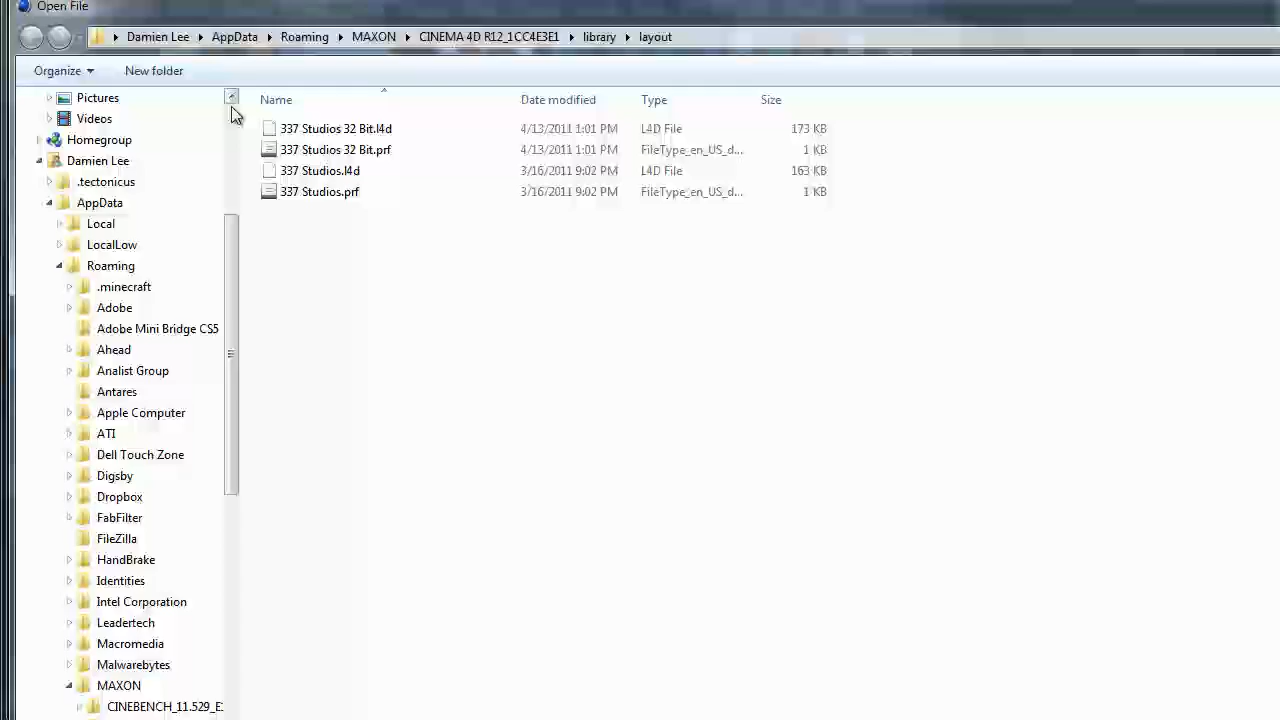 Open File
Damien Lee AppData Roaming MAXON CINEMA 4D R12_1CC4E3E1 library layout
Organize New folder
Name Date modified Type Size
337 Studios 32 Bit.l4d 4/13/2011 1:01 PM L4D File 173 KB
337 Studios 32 Bit.prf 4/13/2011 1:01 PM FileType_en_US_d... 1 KB
337 Studios.l4d 3/16/2011 9:02 PM L4D File 163 KB
337 Studios.prf 3/16/2011 9:02 PM FileType_en_US_d... 1 KB
Pictures
Videos
Homegroup
Damien Lee
.tectonicus
AppData
Local
LocalLow
Roaming
.minecraft
Adobe
Adobe Mini Bridge CS5
Ahead
Analist Group
Antares
Apple Computer
ATI
Dell Touch Zone
Digsby
Dropbox
FabFilter
FileZilla
HandBrake
Identities
Intel Corporation
Leadertech
Macromedia
Malwarebytes
MAXON
CINEBENCH_11.529_E